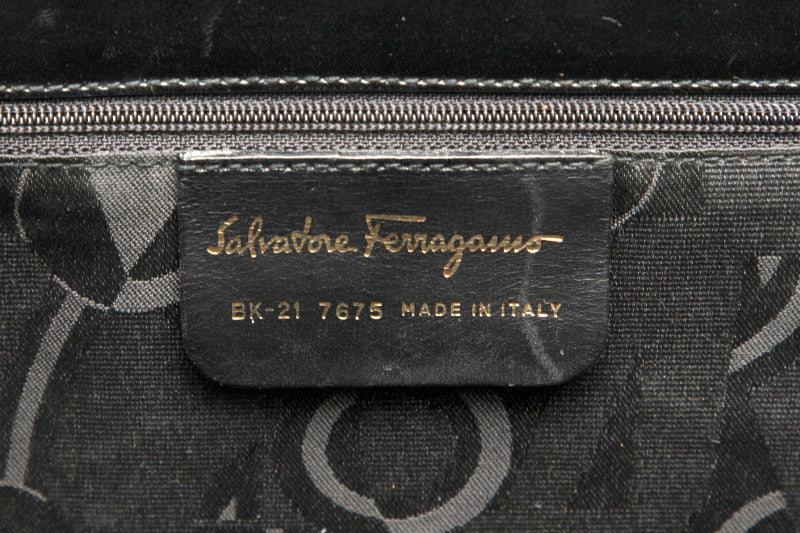 Salvatore Ferragamo
BK-21 7675 MADE IN ITALY